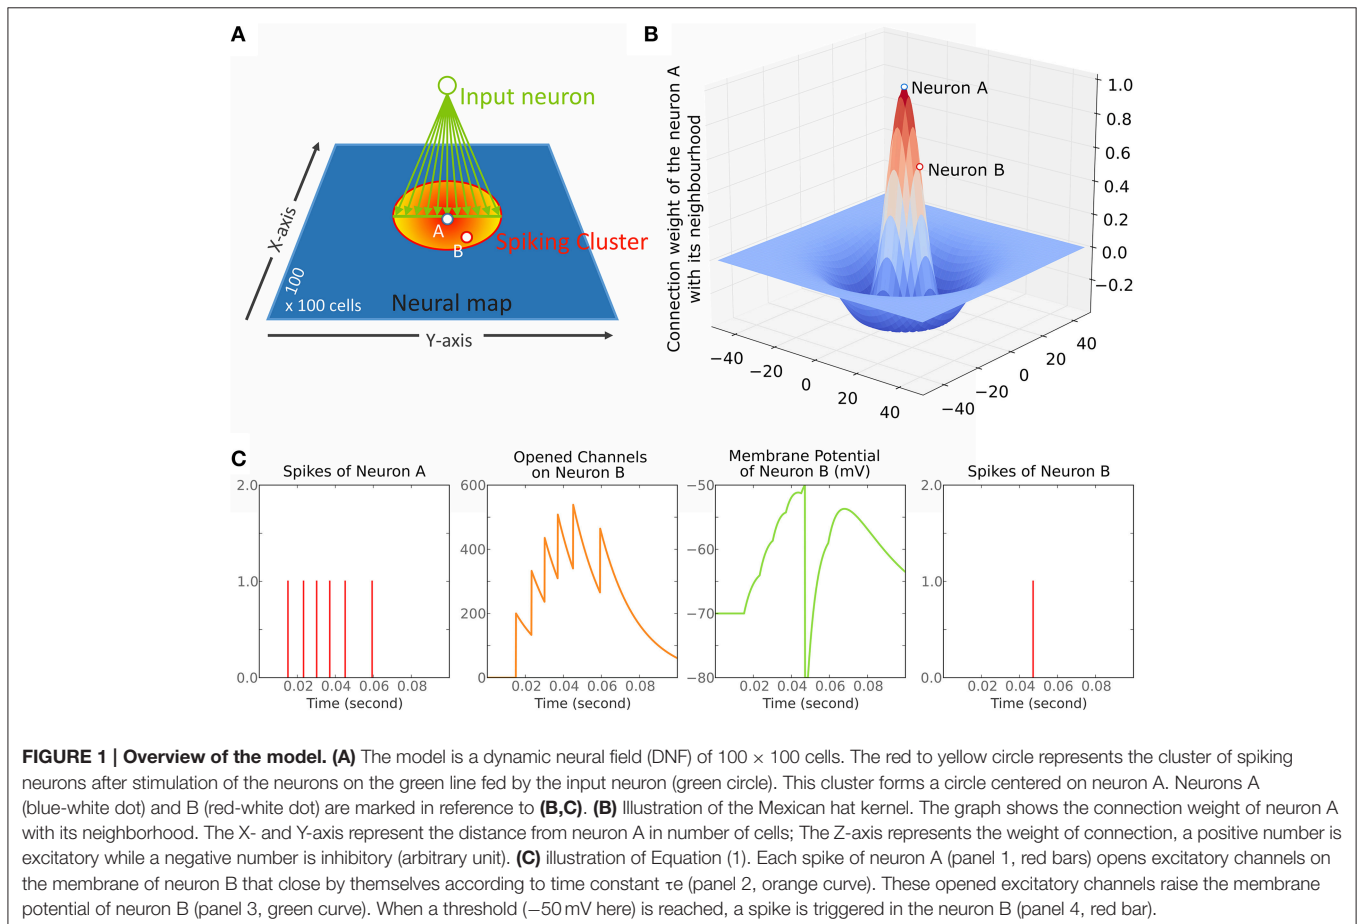 A
Input neuron
A
B
Spiking Cluster
X-axis
100
x 100 cells
Neural map
Y-axis
B
Connection weight of the neuron A
with its neighbourhood
Neuron A
Neuron B
1.0
0.8
0.6
0.4
0.2
0.0
−0.2
−40
−20
0
20
40
−40
−20
0
20
40
C
Spikes of Neuron A
2.0
1.0
0.0
0.02 0.04 0.06 0.08
Time (second)
Opened Channels
on Neuron B
600
400
200
0
0.02 0.04 0.06 0.08
Time (second)
Membrane Potential
of Neuron B (mV)
−50
−60
−70
−80
0.02 0.04 0.06 0.08
Time (second)
Spikes of Neuron B
2.0
1.0
0.0
0.02 0.04 0.06 0.08
Time (second)
FIGURE 1 | Overview of the model. (A) The model is a dynamic neural field (DNF) of 100 × 100 cells. The red to yellow circle represents the cluster of spiking
neurons after stimulation of the neurons on the green line fed by the input neuron (green circle). This cluster forms a circle centered on neuron A. Neurons A
(blue-white dot) and B (red-white dot) are marked in reference to (B,C). (B) Illustration of the Mexican hat kernel. The graph shows the connection weight of neuron A
with its neighborhood. The X- and Y-axis represent the distance from neuron A in number of cells; The Z-axis represents the weight of connection, a positive number is
excitatory while a negative number is inhibitory (arbitrary unit). (C) illustration of Equation (1). Each spike of neuron A (panel 1, red bars) opens excitatory channels on
the membrane of neuron B that close by themselves according to time constant τe (panel 2, orange curve). These opened excitatory channels raise the membrane
potential of neuron B (panel 3, green curve). When a threshold (−50 mV here) is reached, a spike is triggered in the neuron B (panel 4, red bar).